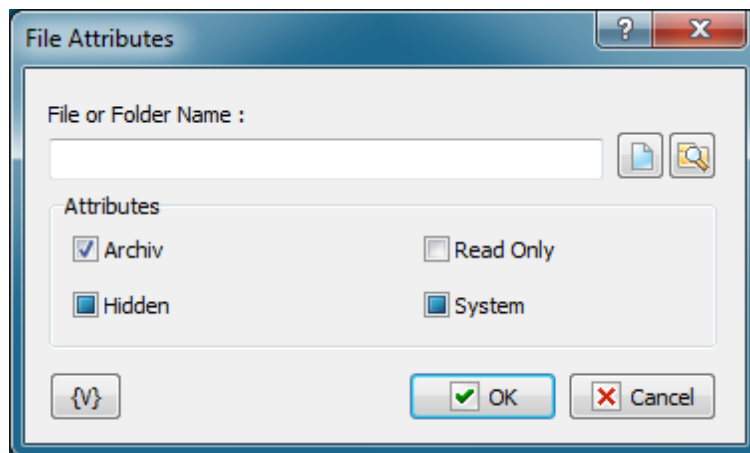 File Attributes
?
File or Folder Name :
Attributes
Archiv
Read Only
Hidden
System
{V}
OK
Cancel